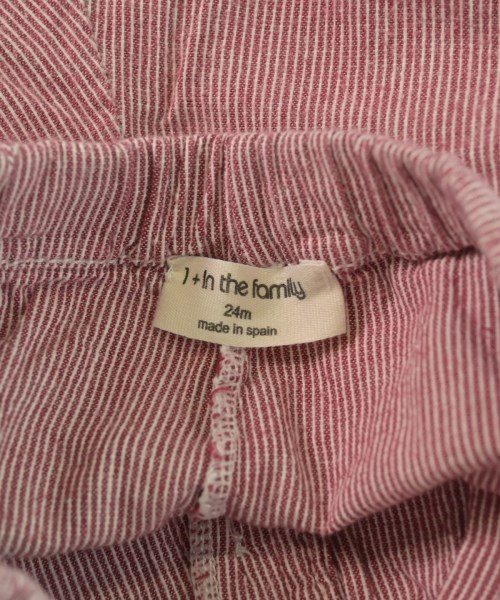 1 + in the family
24m
made in spain